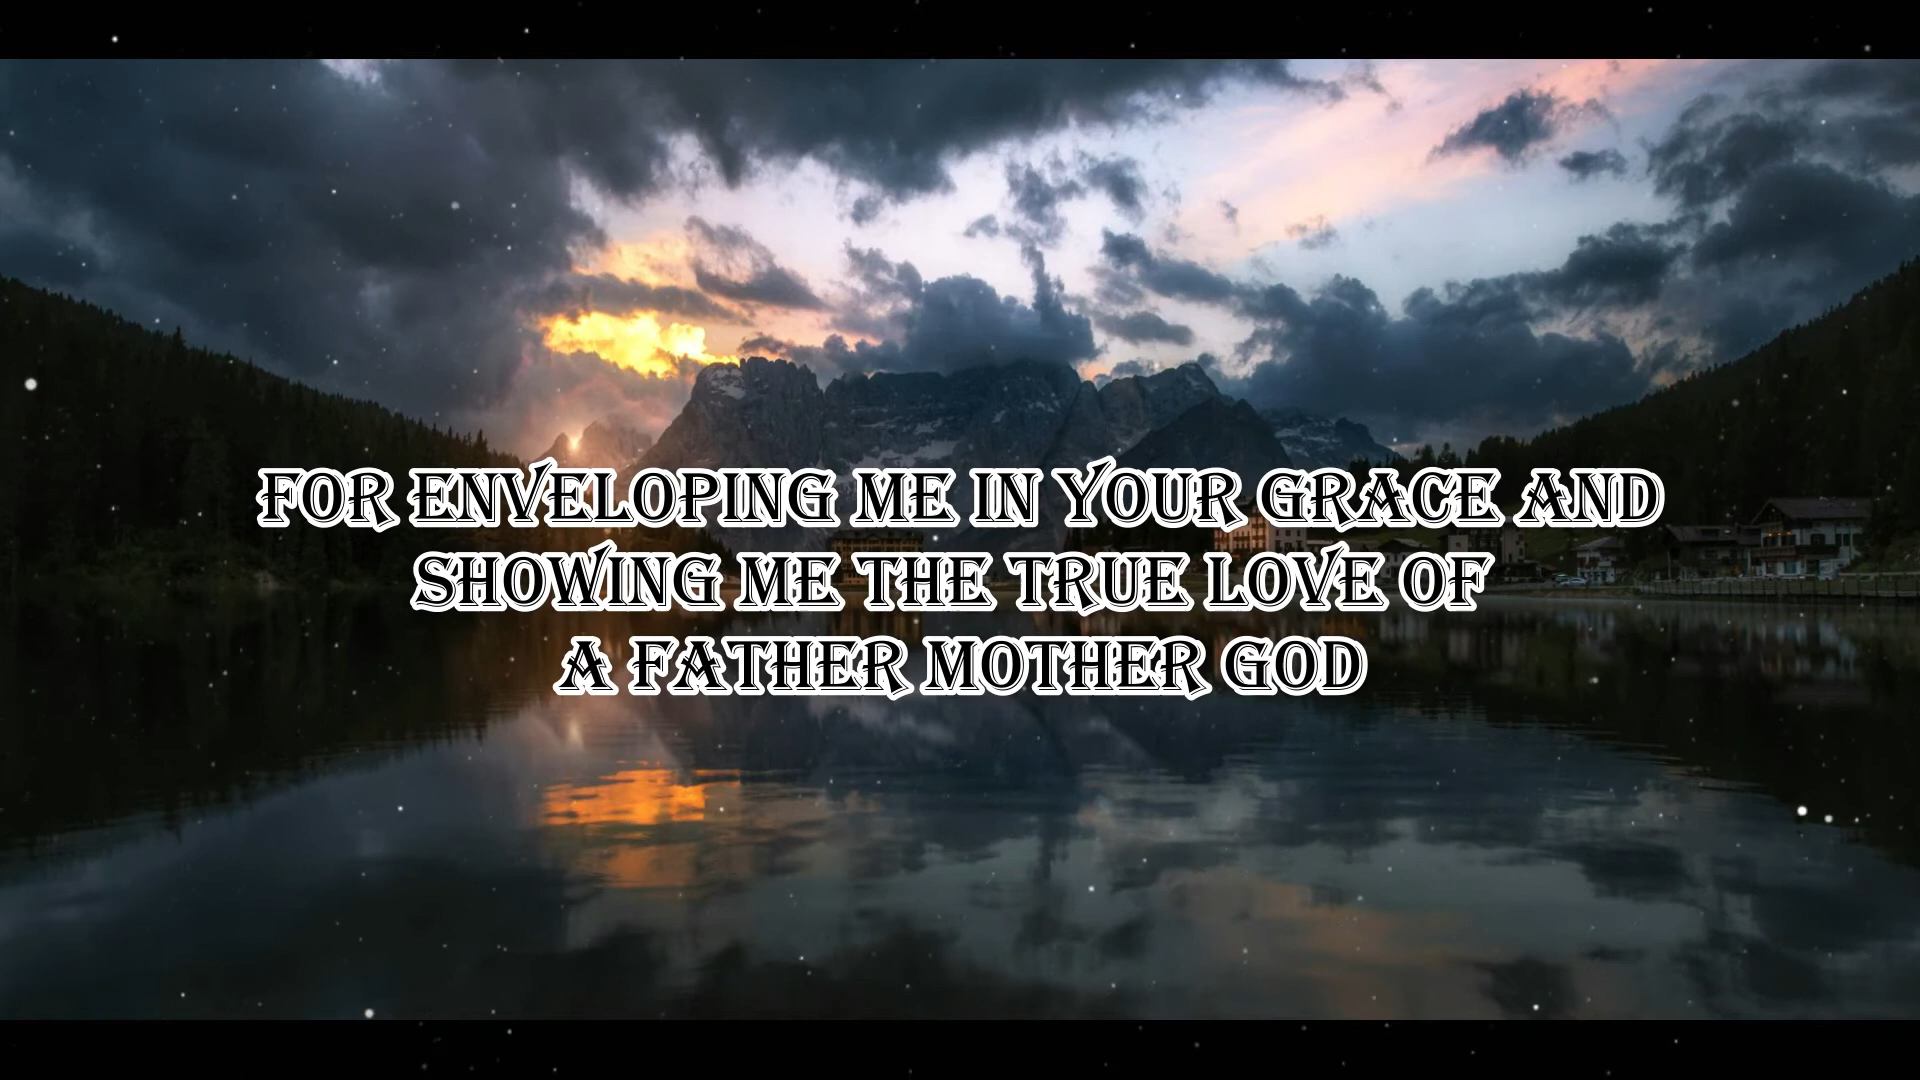 FOR ENVELOPING ME IN YOUR GRACE AND
SHOWING ME THE TRUE LOVE OF
A FATHER MOTHER GOD